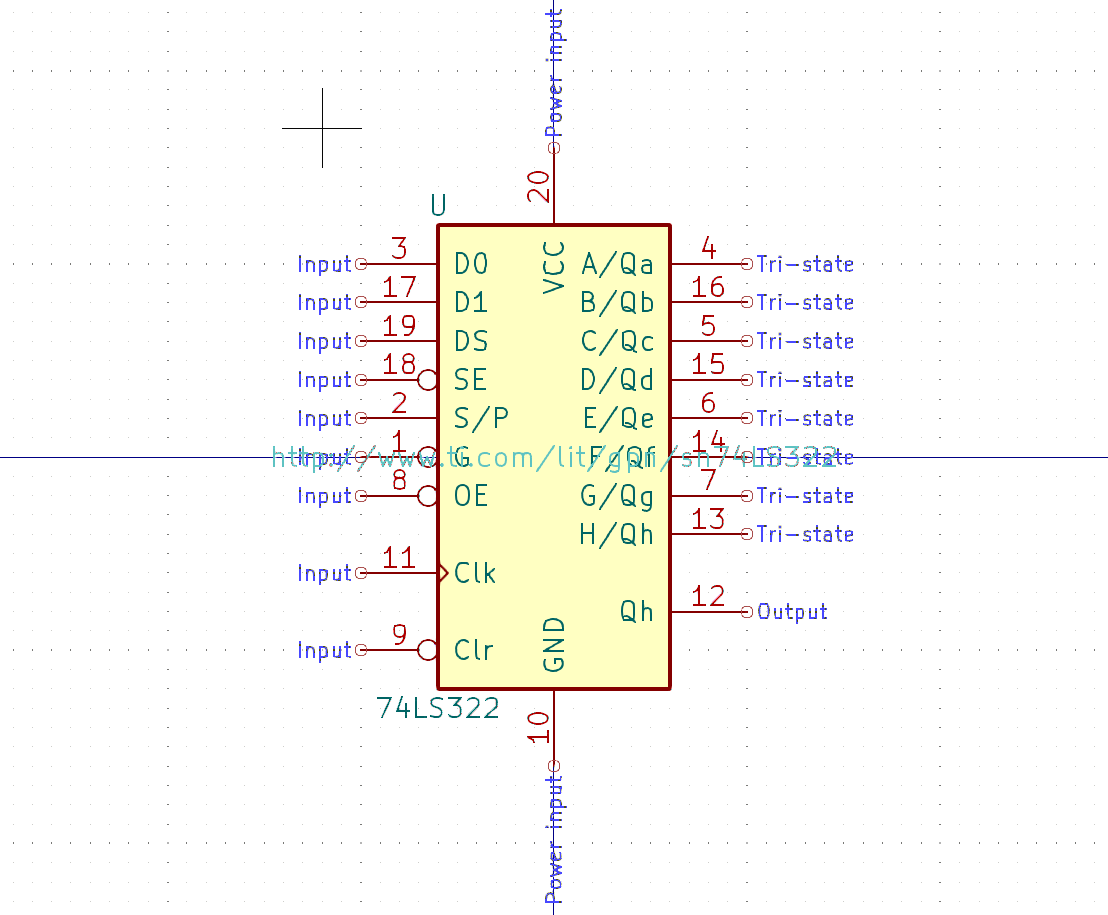 Power input
20
U
VCC
Input 3 D0 A/Qa 4 Tri-state
Input 17 D1 B/Qb 16 Tri-state
Input 19 DS C/Qc 5 Tri-state
Input 18 SE D/Qd 15 Tri-state
Input 2 S/P E/Qe 6 Tri-state
Input 1 G F/Qf 14 Tri-state
http://www.ti.com/lit/gpn/sn74LS322
Input 8 OE G/Qg 7 Tri-state
H/Qh 13 Tri-state
Input 11 Clk
Qh 12 Output
Input 9 Clr
GND
74LS322
10
Power input